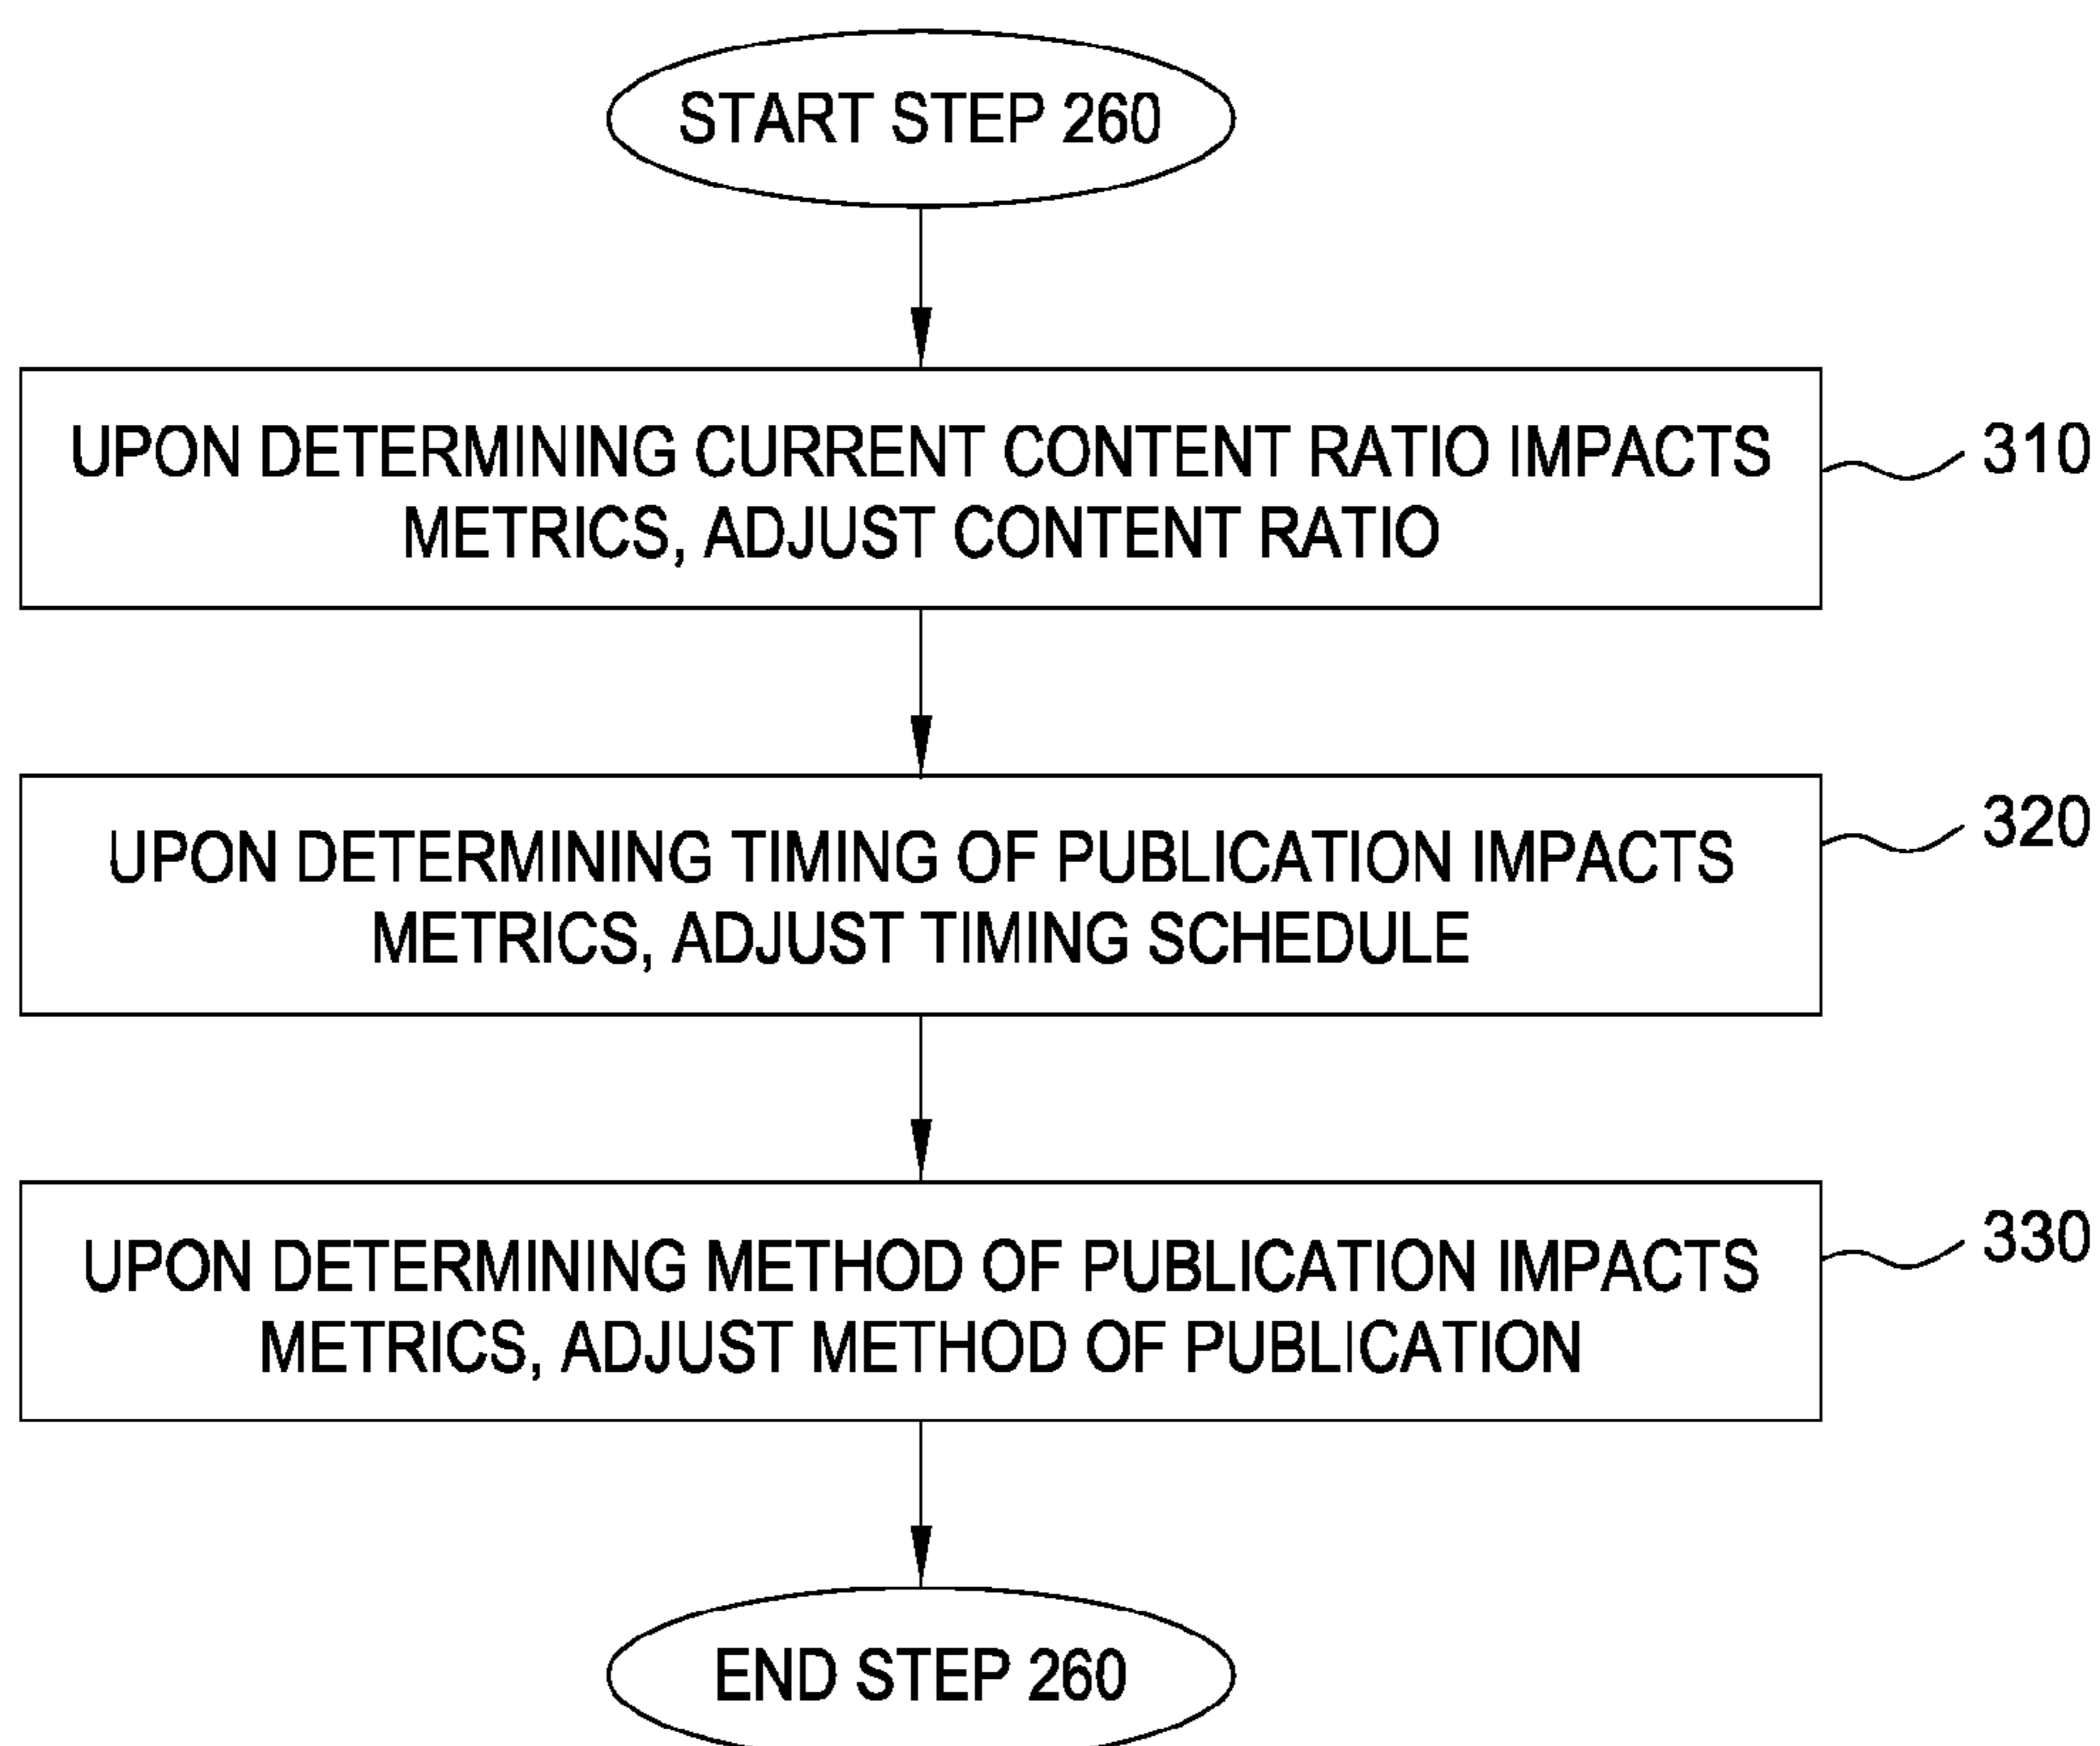 START STEP 260
UPON DETERMINING CURRENT CONTENT RATIO IMPACTS
METRICS, ADJUST CONTENT RATIO
310
UPON DETERMINING TIMING OF PUBLICATION IMPACTS
METRICS, ADJUST TIMING SCHEDULE
320
UPON DETERMINING METHOD OF PUBLICATION IMPACTS
METRICS, ADJUST METHOD OF PUBLICATION
330
END STEP 260